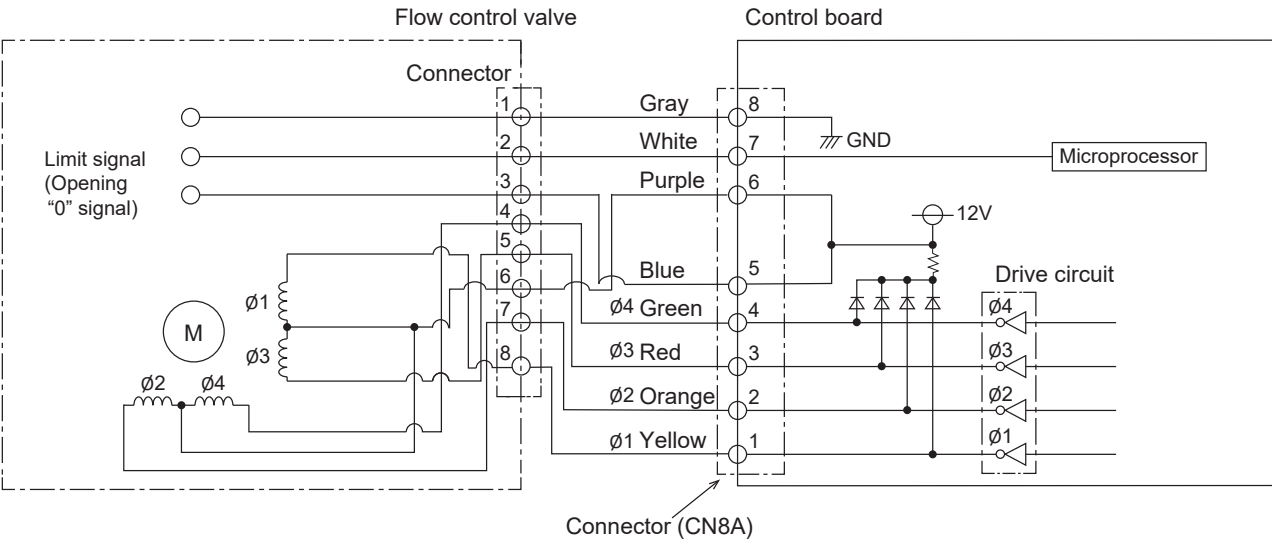 Flow control valve
Control board
Connector
1
Gray
8
GND
2
White
7
Microprocessor
Limit signal
(Opening
“0” signal)
3
Purple
6
4
12V
5
6
Blue
5
Drive circuit
ø1
7
ø4 Green
4
ø4
M
ø3
8
ø3 Red
3
ø3
ø2
ø4
ø2 Orange
2
ø2
ø1 Yellow
1
ø1
Connector (CN8A)